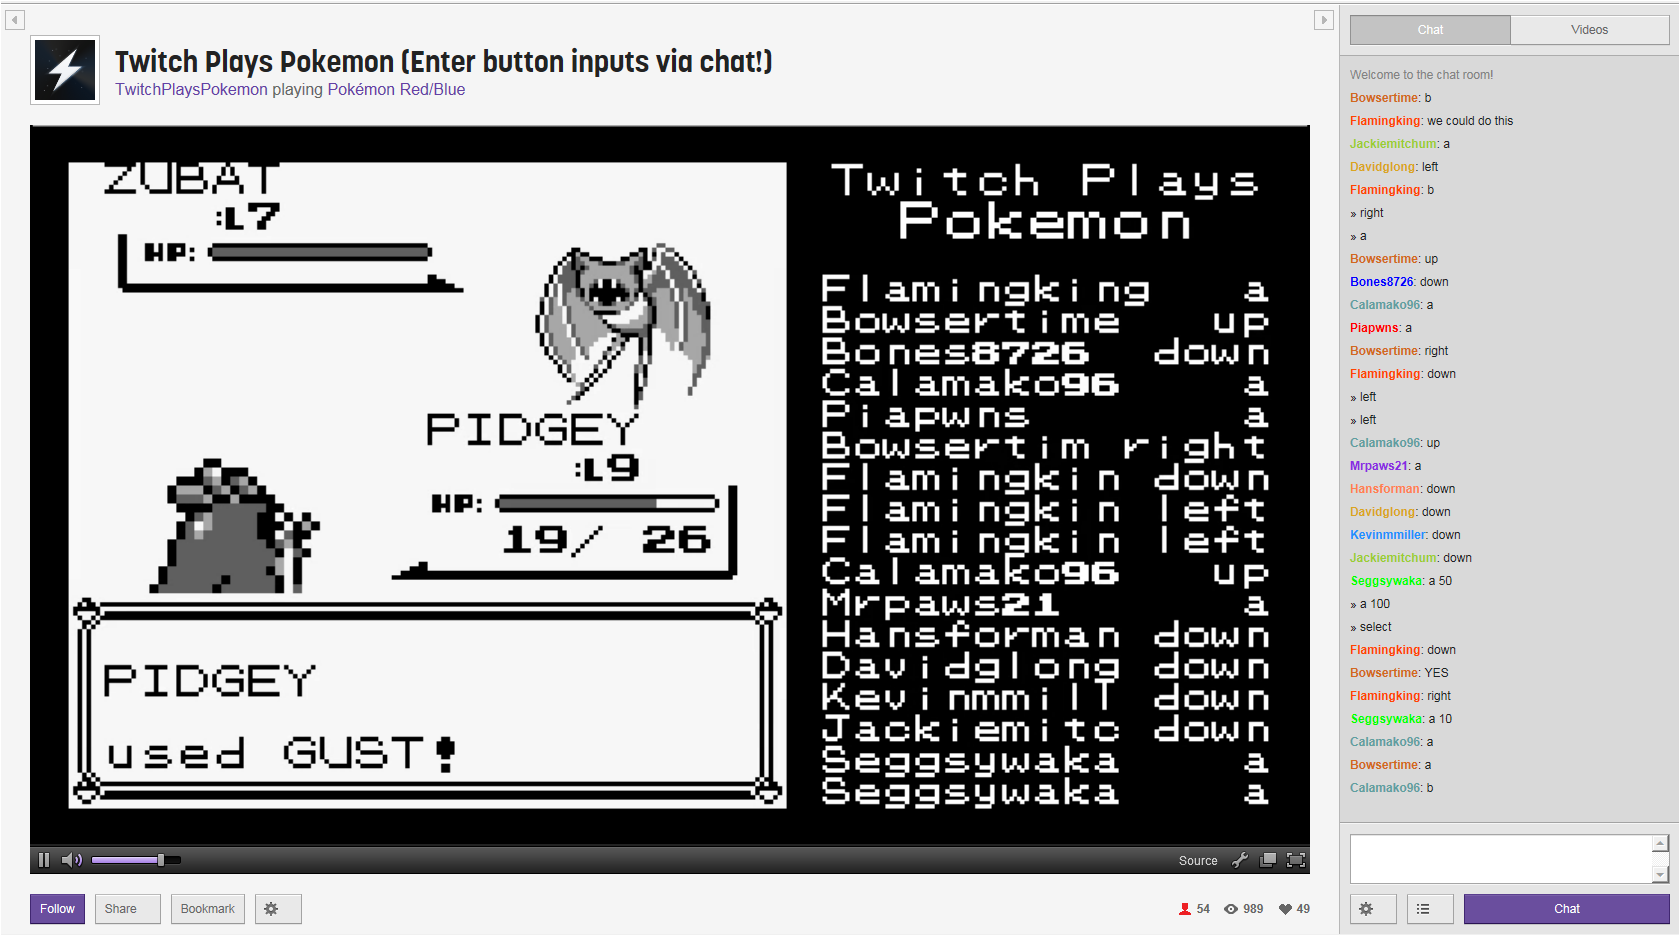 Twitch Plays Pokemon (Enter button inputs via chat!)
TwitchPlaysPokemon playing Pokémon Red/Blue
ZUBAT
:L7
HP:
PIDGEY
:L9
HP:
19/ 26
PIDGEY
used GUST!
Twitch Plays
Pokemon
Flamingking a
Bowsertime up
Bones8726 down
Calamako96 a
Piapwns a
Bowsertim right
Flamingkin down
Flamingkin left
Flamingkin left
Calamako96 up
Mrpaws21 a
Hansforman down
Davidglong down
Kevinmmill down
Jackiemitc down
Seggsywaka a
Seggsywaka a
Source
Follow
Share
Bookmark
54
989
49
Chat
Videos
Welcome to the chat room!
Bowsertime: b
Flamingking: we could do this
Jackiemitchum: a
Davidglong: left
Flamingking: b
» right
» a
Bowsertime: up
Bones8726: down
Calamako96: a
Piapwns: a
Bowsertime: right
Flamingking: down
» left
» left
Calamako96: up
Mrpaws21: a
Hansforman: down
Davidglong: down
Kevinmmiller: down
Jackiemitchum: down
Seggsywaka: a 50
» a 100
» select
Flamingking: down
Bowsertime: YES
Flamingking: right
Seggsywaka: a 10
Calamako96: a
Bowsertime: a
Calamako96: b
Chat